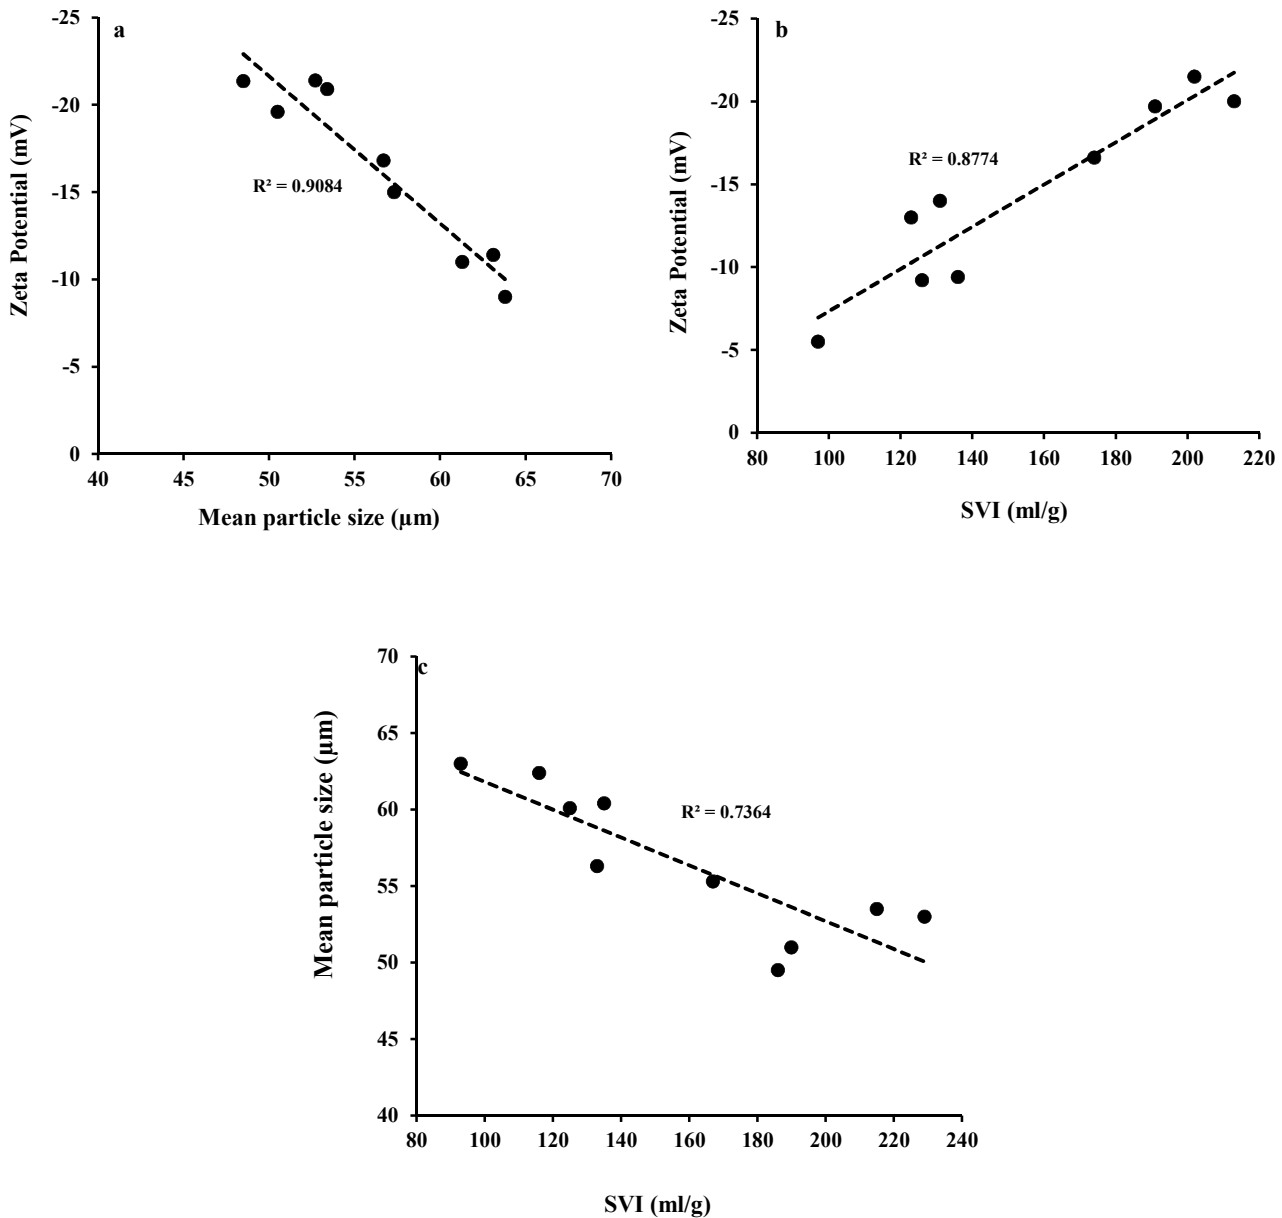 a
-25
-20
-15
-10
-5
0
Zeta Potential (mV)
R² = 0.9084
40 45 50 55 60 65 70
Mean particle size (µm)
b
-25
-20
-15
-10
-5
0
Zeta Potential (mV)
R² = 0.8774
80 100 120 140 160 180 200 220
SVI (ml/g)
c
70
65
60
55
50
45
40
Mean particle size (µm)
R² = 0.7364
80 100 120 140 160 180 200 220 240
SVI (ml/g)